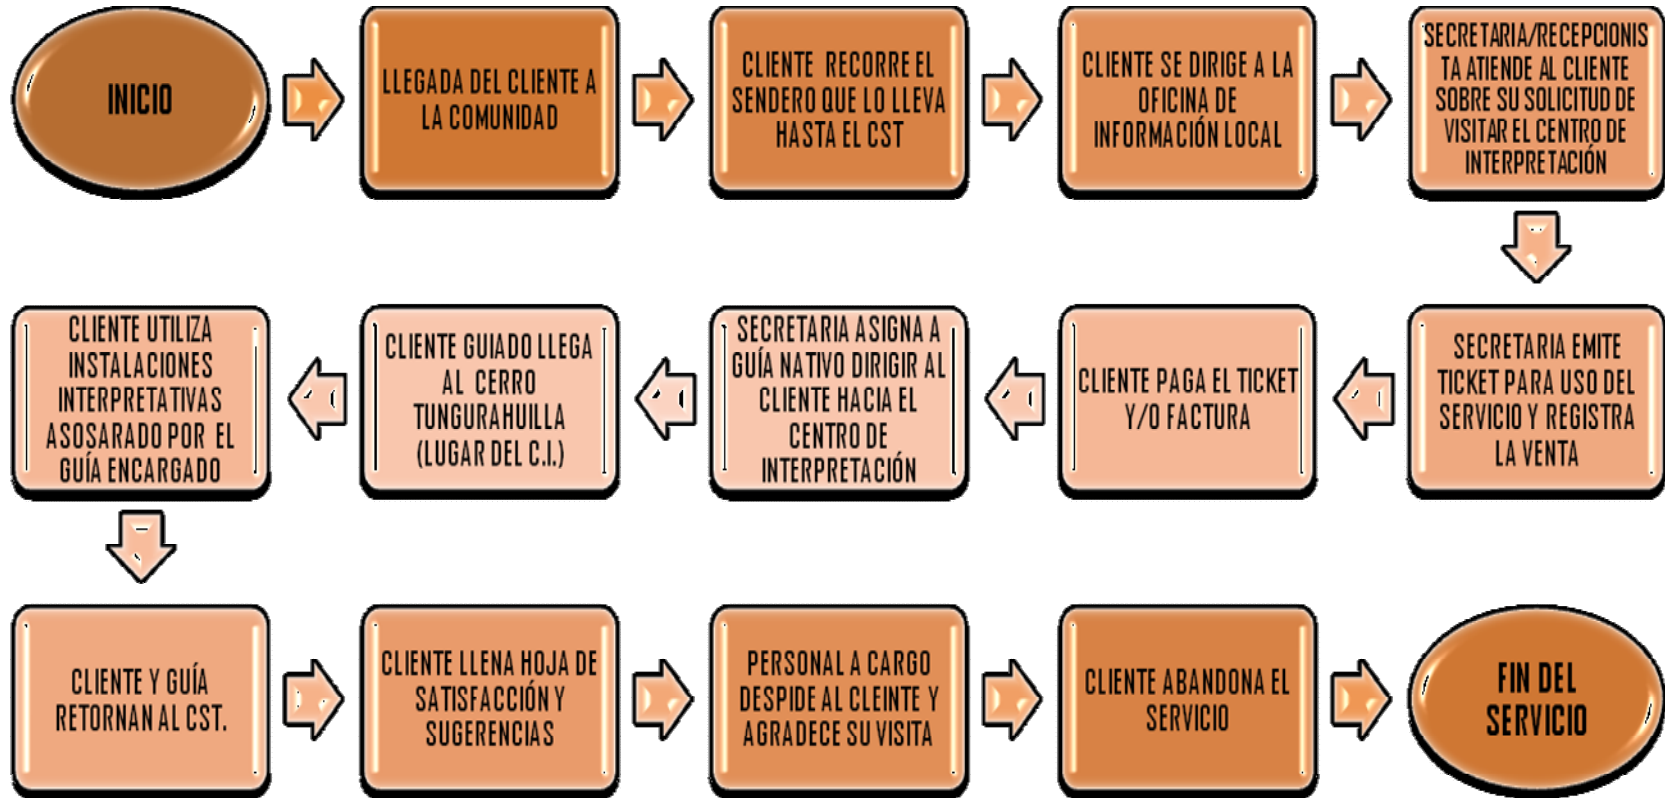 INICIO
LLEGADA DEL CLIENTE A
LA COMUNIDAD
CLIENTE RECORRE EL
SENDERO QUE LO LLEVA
HASTA EL CST
CLIENTE SE DIRIGE A LA
OFICINA DE
INFORMACIÓN LOCAL
SECRETARIA/RECEPCIONIS
TA ATIENDE AL CLIENTE
SOBRE SU SOLICITUD DE
VISITAR EL CENTRO DE
INTERPRETACIÓN
SECRETARIA EMITE
TICKET PARA USO DEL
SERVICIO Y REGISTRA
LA VENTA
CLIENTE PAGA EL TICKET
Y/O FACTURA
SECRETARIA ASIGNA A
GUÍA NATIVO DIRIGIR AL
CLIENTE HACIA EL
CENTRO DE
INTERPRETACIÓN
CLIENTE GUIADO LLEGA
AL CERRO
TUNGURAHUILLA
(LUGAR DEL C.I.)
CLIENTE UTILIZA
INSTALACIONES
INTERPRETATIVAS
ASOSARADO POR EL
GUÍA ENCARGADO
CLIENTE Y GUÍA
RETORNAN AL CST.
CLIENTE LLENA HOJA DE
SATISFACCIÓN Y
SUGERENCIAS
PERSONAL A CARGO
DESPIDE AL CLEINTE Y
AGRADECE SU VISITA
CLIENTE ABANDONA EL
SERVICIO
FIN DEL
SERVICIO